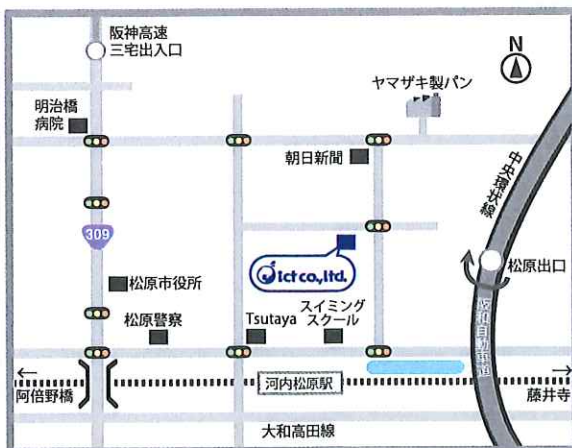 阪神高速
三宅出入口
N
ヤマザキ製パン
明治橋
病院
朝日新聞
中央環状線
309
ict co.,ltd.
松原出口
松原市役所
スイミング
スクール
松原警察
Tsutaya
阪和自動車道
←
→
阿倍野橋
河内松原駅
藤井寺
大和高田線